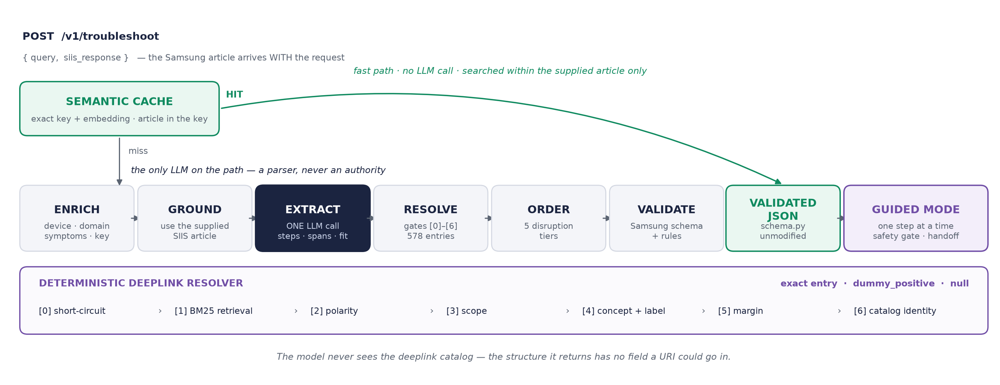 POST /v1/troubleshoot
{ query, siis_response } — the Samsung article arrives WITH the request
fast path · no LLM call · searched within the supplied article only
SEMANTIC CACHE
exact key + embedding · article in the key
HIT
miss
the only LLM on the path — a parser, never an authority
ENRICH
device · domain
symptoms · key
GROUND
use the supplied
SIIS article
EXTRACT
ONE LLM call
steps · spans · fit
RESOLVE
gates [0]–[6]
578 entries
ORDER
5 disruption
tiers
VALIDATE
Samsung schema
+ rules
VALIDATED
JSON
schema.py
unmodified
GUIDED MODE
one step at a time
safety gate · handoff
DETERMINISTIC DEEPLINK RESOLVER
exact entry · dummy_positive · null
[0] short-circuit › [1] BM25 retrieval › [2] polarity › [3] scope › [4] concept + label › [5] margin › [6] catalog identity
The model never sees the deeplink catalog — the structure it returns has no field a URI could go in.